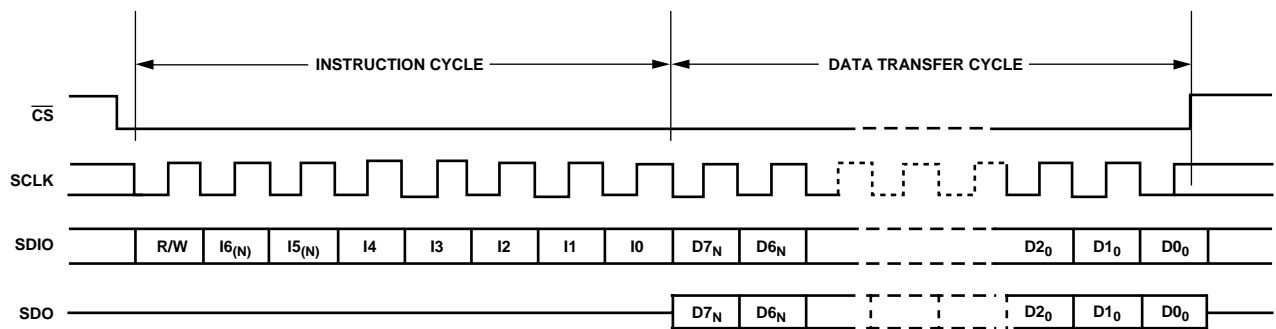 INSTRUCTION CYCLE DATA TRANSFER CYCLE
CS
SCLK
SDIO R/W I6(N) I5(N) I4 I3 I2 I1 I0 D7N D6N D20 D10 D00
SDO D7N D6N D20 D10 D00